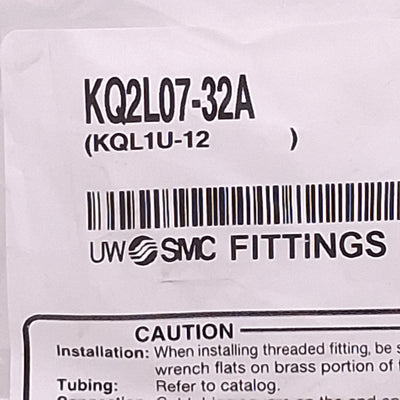 KQ2L07-32A
(KQL1U-12 )
UW SMC FITTiNGS
CAUTION
Installation: When installing threaded fitting, be s
wrench flats on brass portion of
Tubing: Refer to catalog.